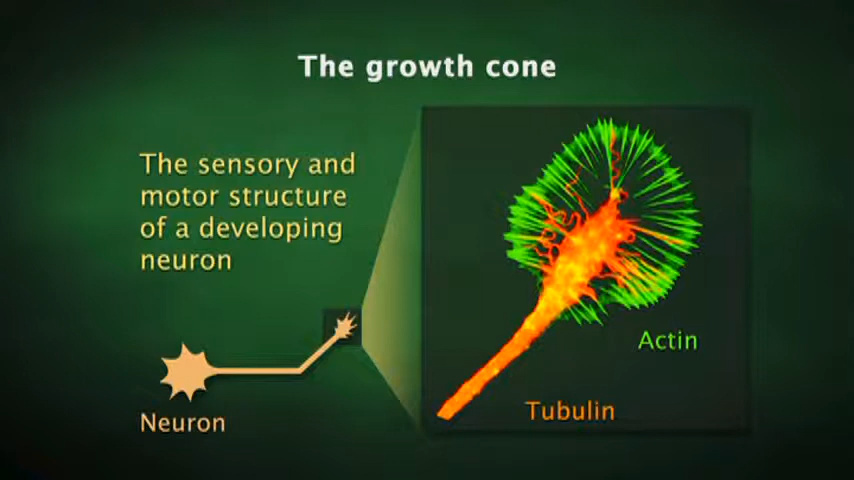 The growth cone
The sensory and
motor structure
of a developing
neuron
Neuron
Actin
Tubulin